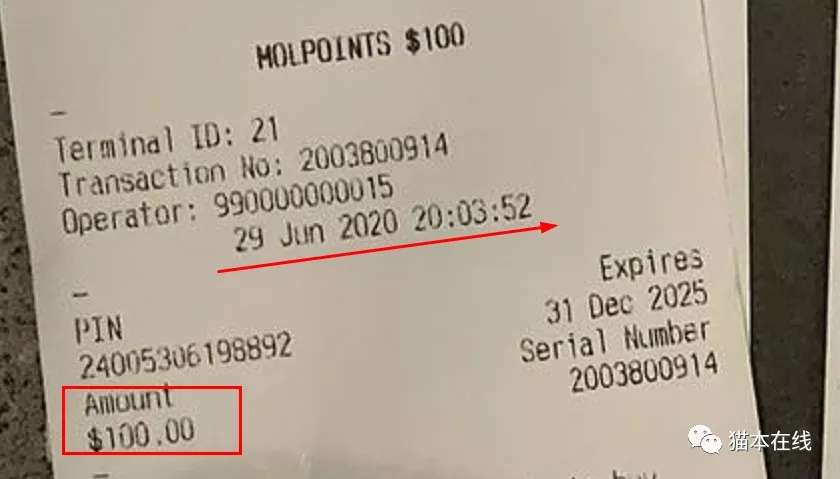 MOLPOINTS $100
–
Terminal ID: 21
Transaction No: 2003800914
Operator: 990000000015
29 Jun 2020 20:03:52
–
Expires
31 Dec 2025
PIN
24005306198892
Serial Number
2003800914
Amount
$100.00
–
buy
猫本在线